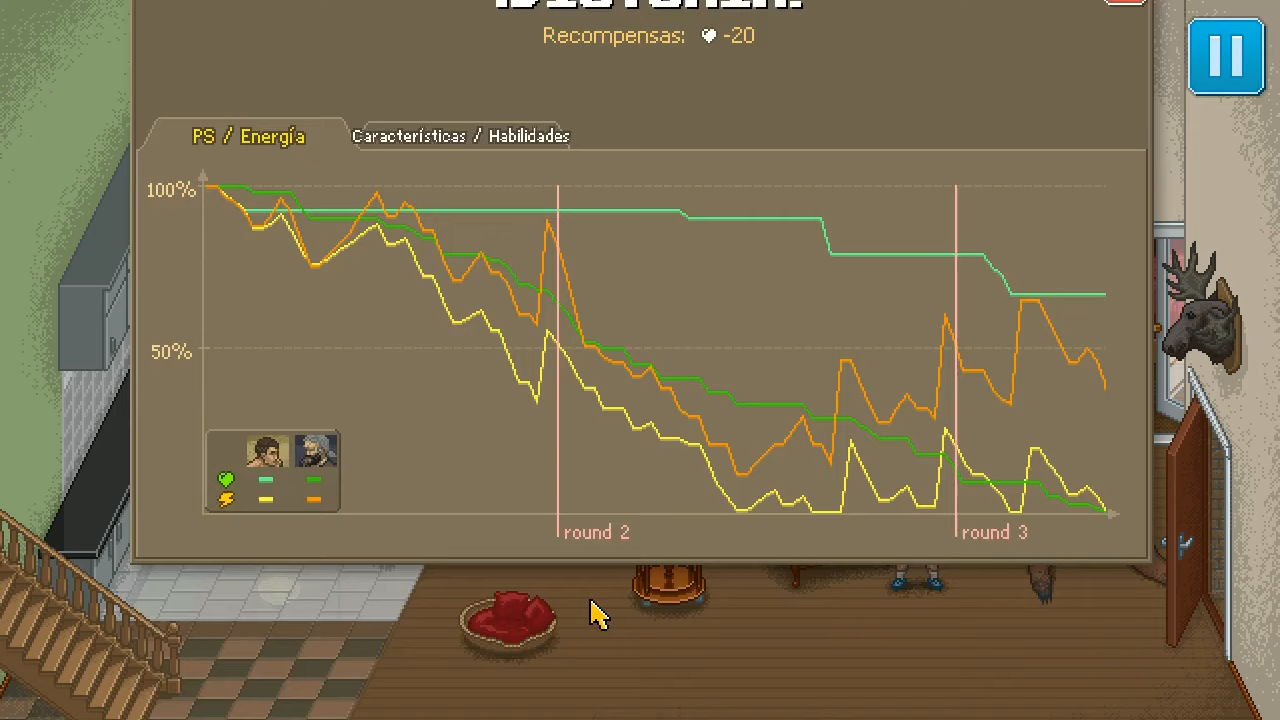 Recompensas: -20
PS / Energía
Características / Habilidades
100%
50%
round 2
round 3